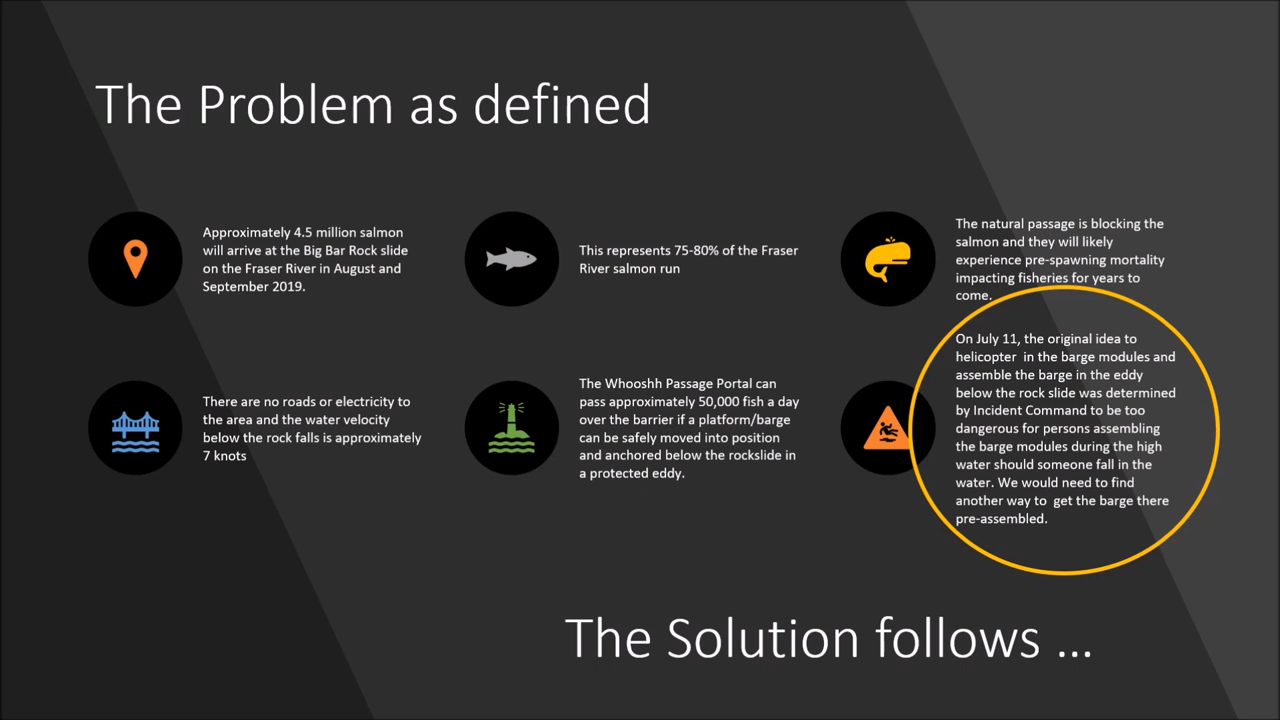 The Problem as defined
Approximately 4.5 million salmon
will arrive at the Big Bar Rock slide
on the Fraser River in August and
September 2019.
This represents 75-80% of the Fraser
River salmon run
The natural passage is blocking the
salmon and they will likely
experience pre-spawning mortality
impacting fisheries for years to
come.
There are no roads or electricity to
the area and the water velocity
below the rock falls is approximately
7 knots
The Whooshh Passage Portal can
pass approximately 50,000 fish a day
over the barrier if a platform/barge
can be safely moved into position
and anchored below the rockslide in
a protected eddy.
On July 11, the original idea to
helicopter  in the barge modules and
assemble the barge in the eddy
below the rock slide was determined
by Incident Command to be too
dangerous for persons assembling
the barge modules during the high
water should someone fall in the
water. We would need to find
another way to  get the barge there
pre-assembled.
The Solution follows ...